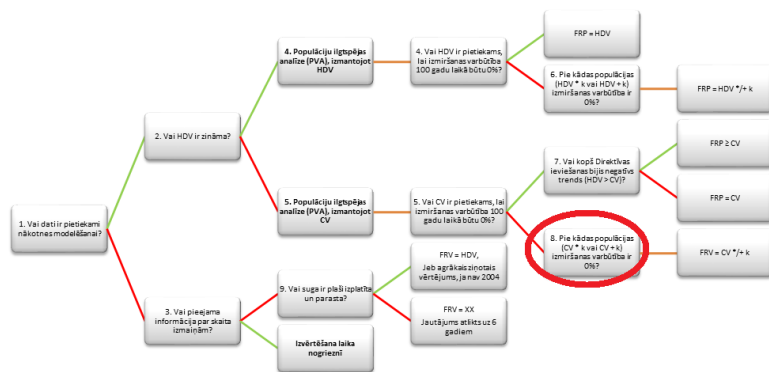 1. Vai dati ir pietiekami
nākotnes modelēšanai?
2. Vai HDV ir zināma?
3. Vai pieejama
informācija par skaita
izmaiņām?
4. Populāciju ilgtspējas
analīze (PVA), izmantojot
HDV
5. Populāciju ilgtspējas
analīze (PVA), izmantojot
CV
9. Vai suga ir plaši izplatīta
un parasta?
Izvērtēšana laika
nogrieznī
4. Vai HDV ir pietiekams,
lai izmiršanas varbūtība
100 gadu laikā būtu 0%?
5. Vai CV ir pietiekams, lai
izmiršanas varbūtība 100
gadu laikā būtu 0%?
FRV = HDV,
Jeb agrākais ziņotais
vērtējums, ja nav 2004
FRV = XX
Jautājums atlikts uz 6
gadiem
FRP = HDV
6. Pie kādas populācijas
(HDV * k vai HDV + k)
izmiršanas varbūtība ir
0%?
7. Vai kopš Direktīvas
ieviešanas bijis negatīvs
trends (HDV > CV)?
8. Pie kādas populācijas
(CV * k vai CV + k)
izmiršanas varbūtība ir
0%?
FRP = HDV */+ k
FRP ≥ CV
FRP = CV
FRV = CV */+ k